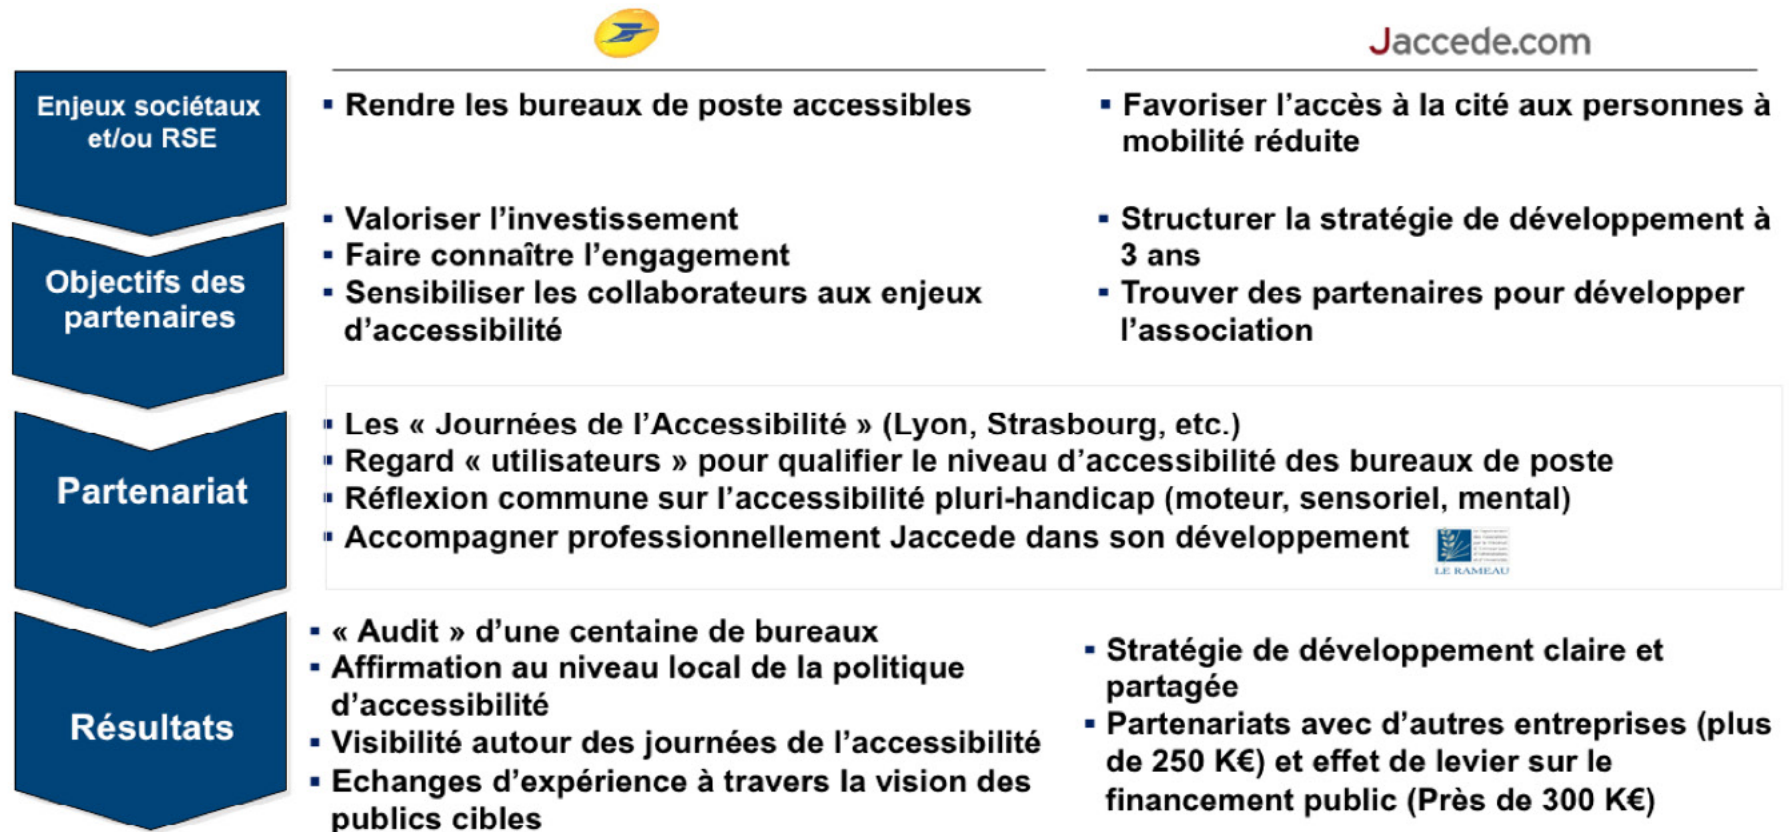 Jaccede.com
Enjeux sociétaux
et/ou RSE
▪ Rendre les bureaux de poste accessibles
▪ Favoriser l’accès à la cité aux personnes à
mobilité réduite
Objectifs des
partenaires
▪ Valoriser l’investissement
▪ Faire connaître l’engagement
▪ Sensibiliser les collaborateurs aux enjeux
d’accessibilité
▪ Structurer la stratégie de développement à
3 ans
▪ Trouver des partenaires pour développer
l’association
Partenariat
▪ Les « Journées de l’Accessibilité » (Lyon, Strasbourg, etc.)
▪ Regard « utilisateurs » pour qualifier le niveau d’accessibilité des bureaux de poste
▪ Réflexion commune sur l’accessibilité pluri-handicap (moteur, sensoriel, mental)
▪ Accompagner professionnellement Jaccede dans son développement
LE RAMEAU
Résultats
▪ « Audit » d’une centaine de bureaux
▪ Affirmation au niveau local de la politique
d’accessibilité
▪ Visibilité autour des journées de l’accessibilité
▪ Echanges d’expérience à travers la vision des
publics cibles
▪ Stratégie de développement claire et
partagée
▪ Partenariats avec d’autres entreprises (plus
de 250 K€) et effet de levier sur le
financement public (Près de 300 K€)